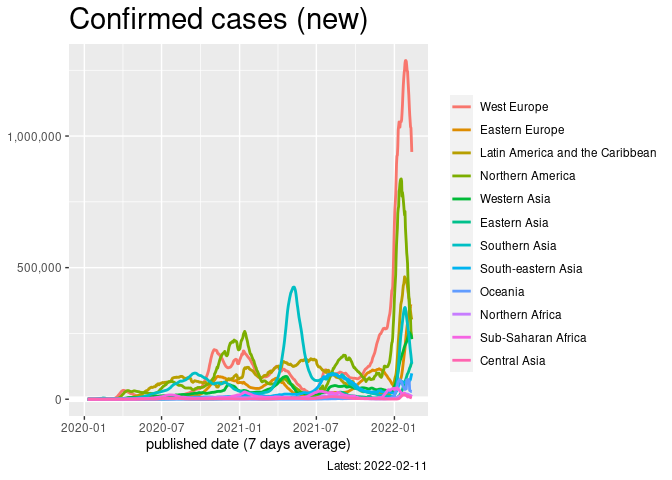 Confirmed cases (new)
1,000,000
500,000
0
2020-01
2020-07
2021-01
2021-07
2022-01
published date (7 days average)
Latest: 2022-02-11
West Europe
Eastern Europe
Latin America and the Caribbean
Northern America
Western Asia
Eastern Asia
Southern Asia
South-eastern Asia
Oceania
Northern Africa
Sub-Saharan Africa
Central Asia